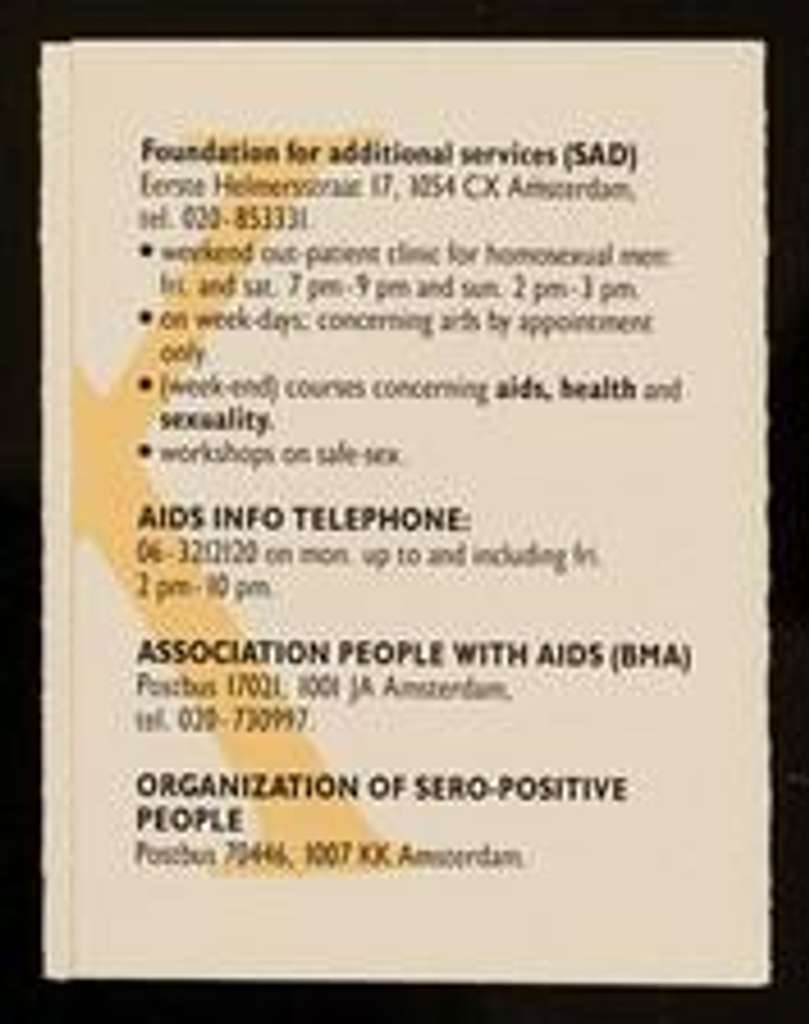 Foundation for additional services (SAD)
Eerste Helmersstraat 17, 1054 CX Amsterdam,
tel. 020-853331.
• weekend out-patient clinic for homosexual men:
fri. and sat. 7 pm-9 pm and sun. 2 pm-3 pm.
• on week-days, concerning aids by appointment
only.
• (week-end) courses concerning aids, health and
sexuality.
• workshops on safe-sex.
AIDS INFO TELEPHONE:
06-3212120 on mon. up to and including fri.
2 pm-10 pm.
ASSOCIATION PEOPLE WITH AIDS (BMA)
Postbus 17021, 1001 JA Amsterdam,
tel. 020-730997.
ORGANIZATION OF SERO-POSITIVE
PEOPLE
Postbus 70446, 1007 KK Amsterdam.